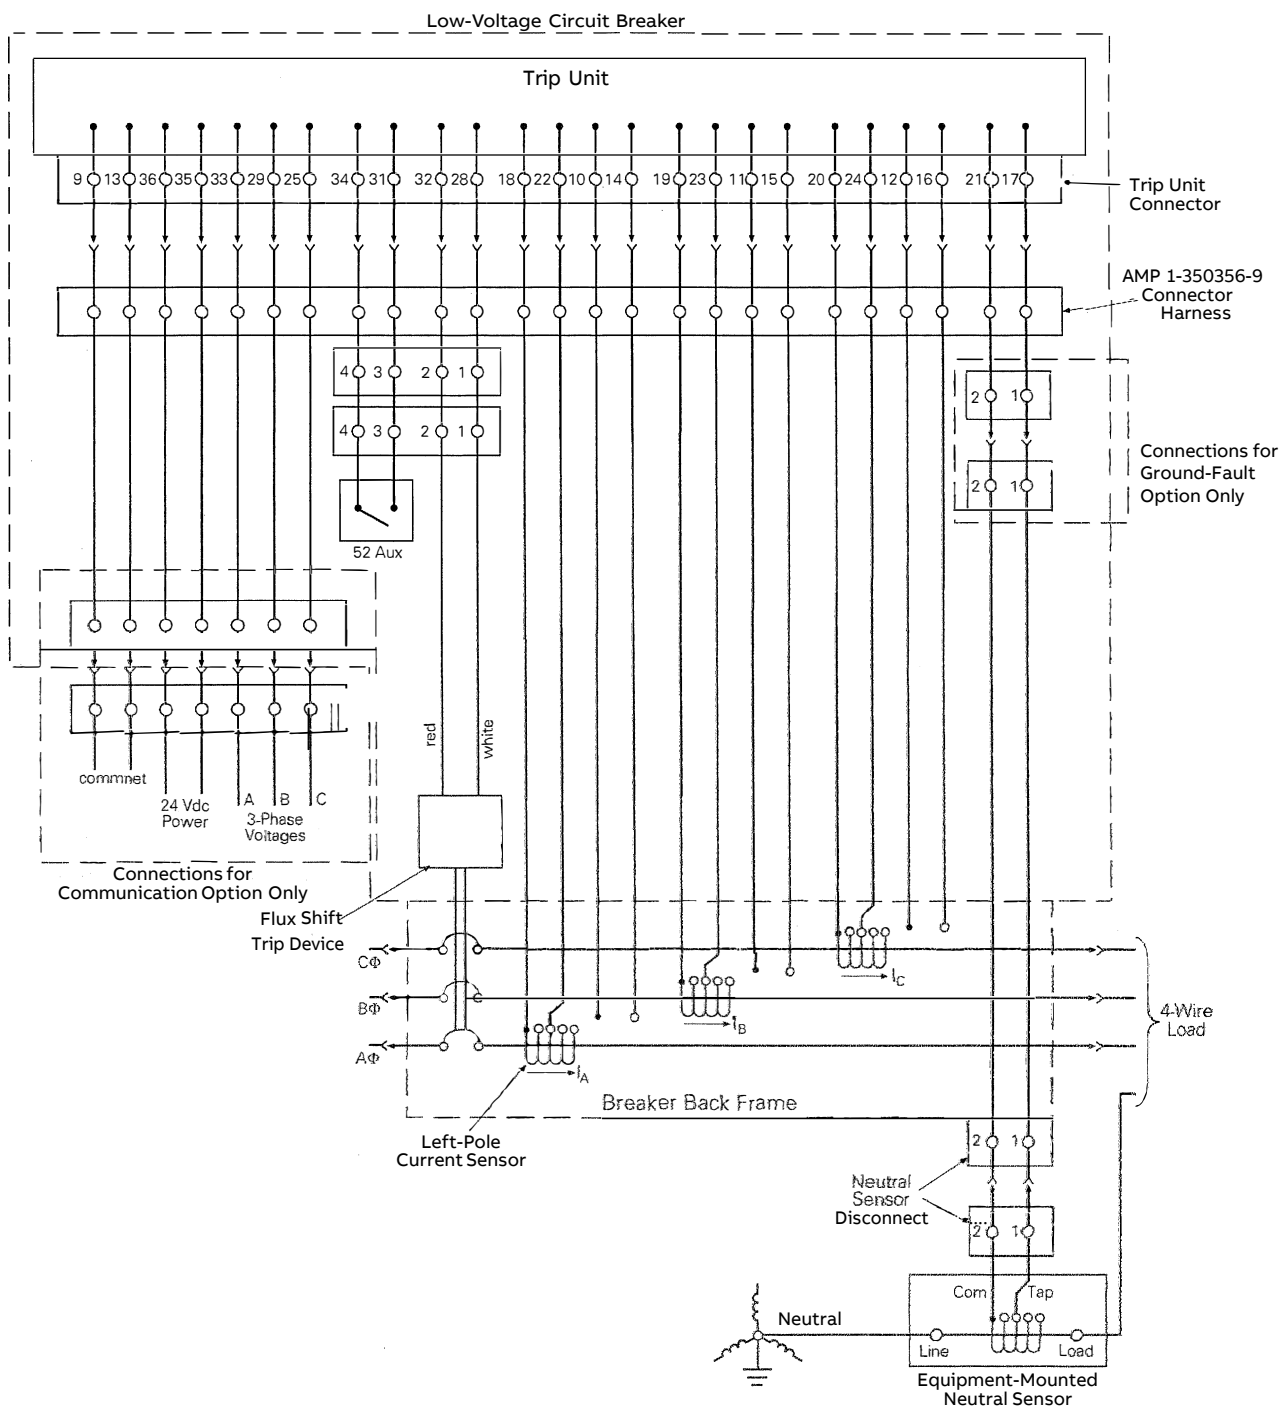 Low-Voltage Circuit Breaker
Trip Unit
9 13 36 35 33 29 25 34 31 32 28 18 22 10 14 19 23 11 15 20 24 12 16 21 17
Trip Unit
Connector
AMP 1-350356-9
Connector
Harness
4 3 2 1
2 1
4 3 2 1
Connections for
Ground-Fault
Option Only
2 1
52 Aux
red
white
commnet
24 Vdc
Power
A B C
3-Phase
Voltages
Connections for
Communication Option Only
Flux Shift
Trip Device
CΦ
IC
BΦ
IB
4-Wire
Load
AΦ
IA
Breaker Back Frame
Left-Pole
Current Sensor
2 1
Neutral
Sensor
Disconnect
2 1
Com Tap
Neutral
Line Load
Equipment-Mounted
Neutral Sensor